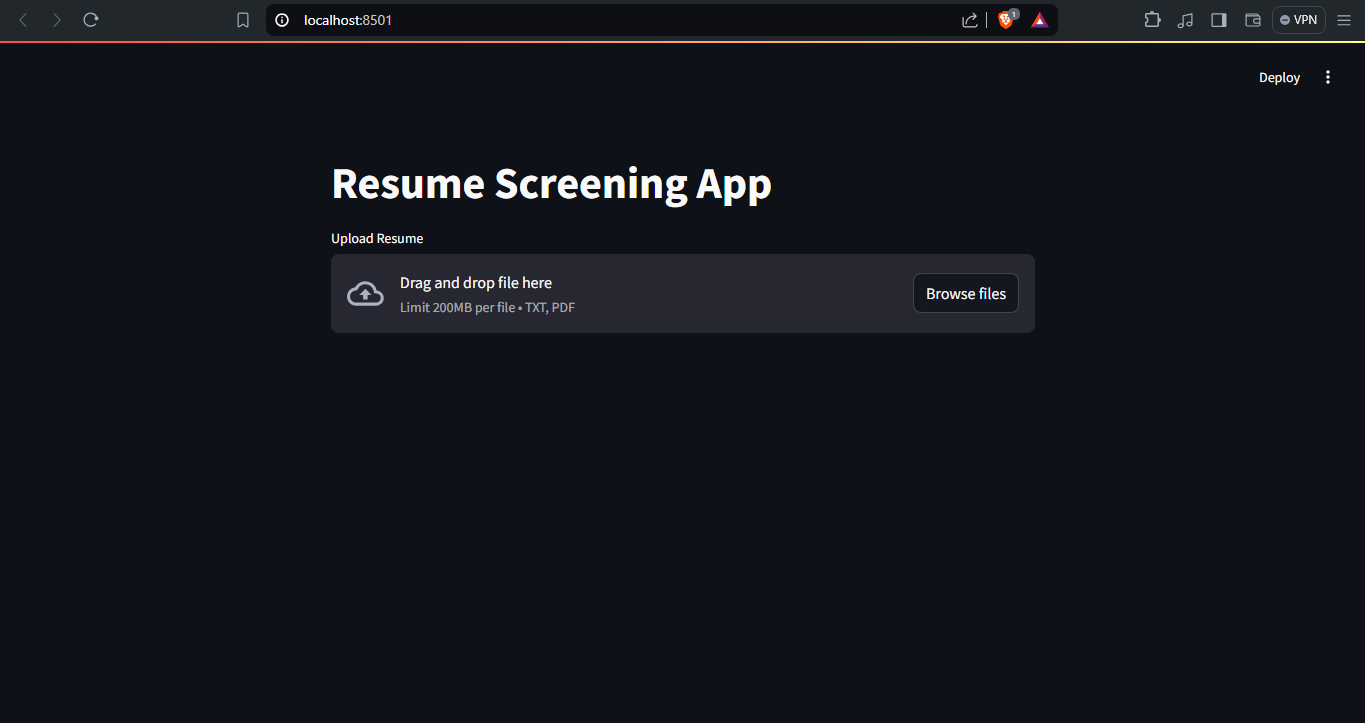 localhost:8501
1
VPN
Deploy
Resume Screening App
Upload Resume
Drag and drop file here
Limit 200MB per file • TXT, PDF
Browse files